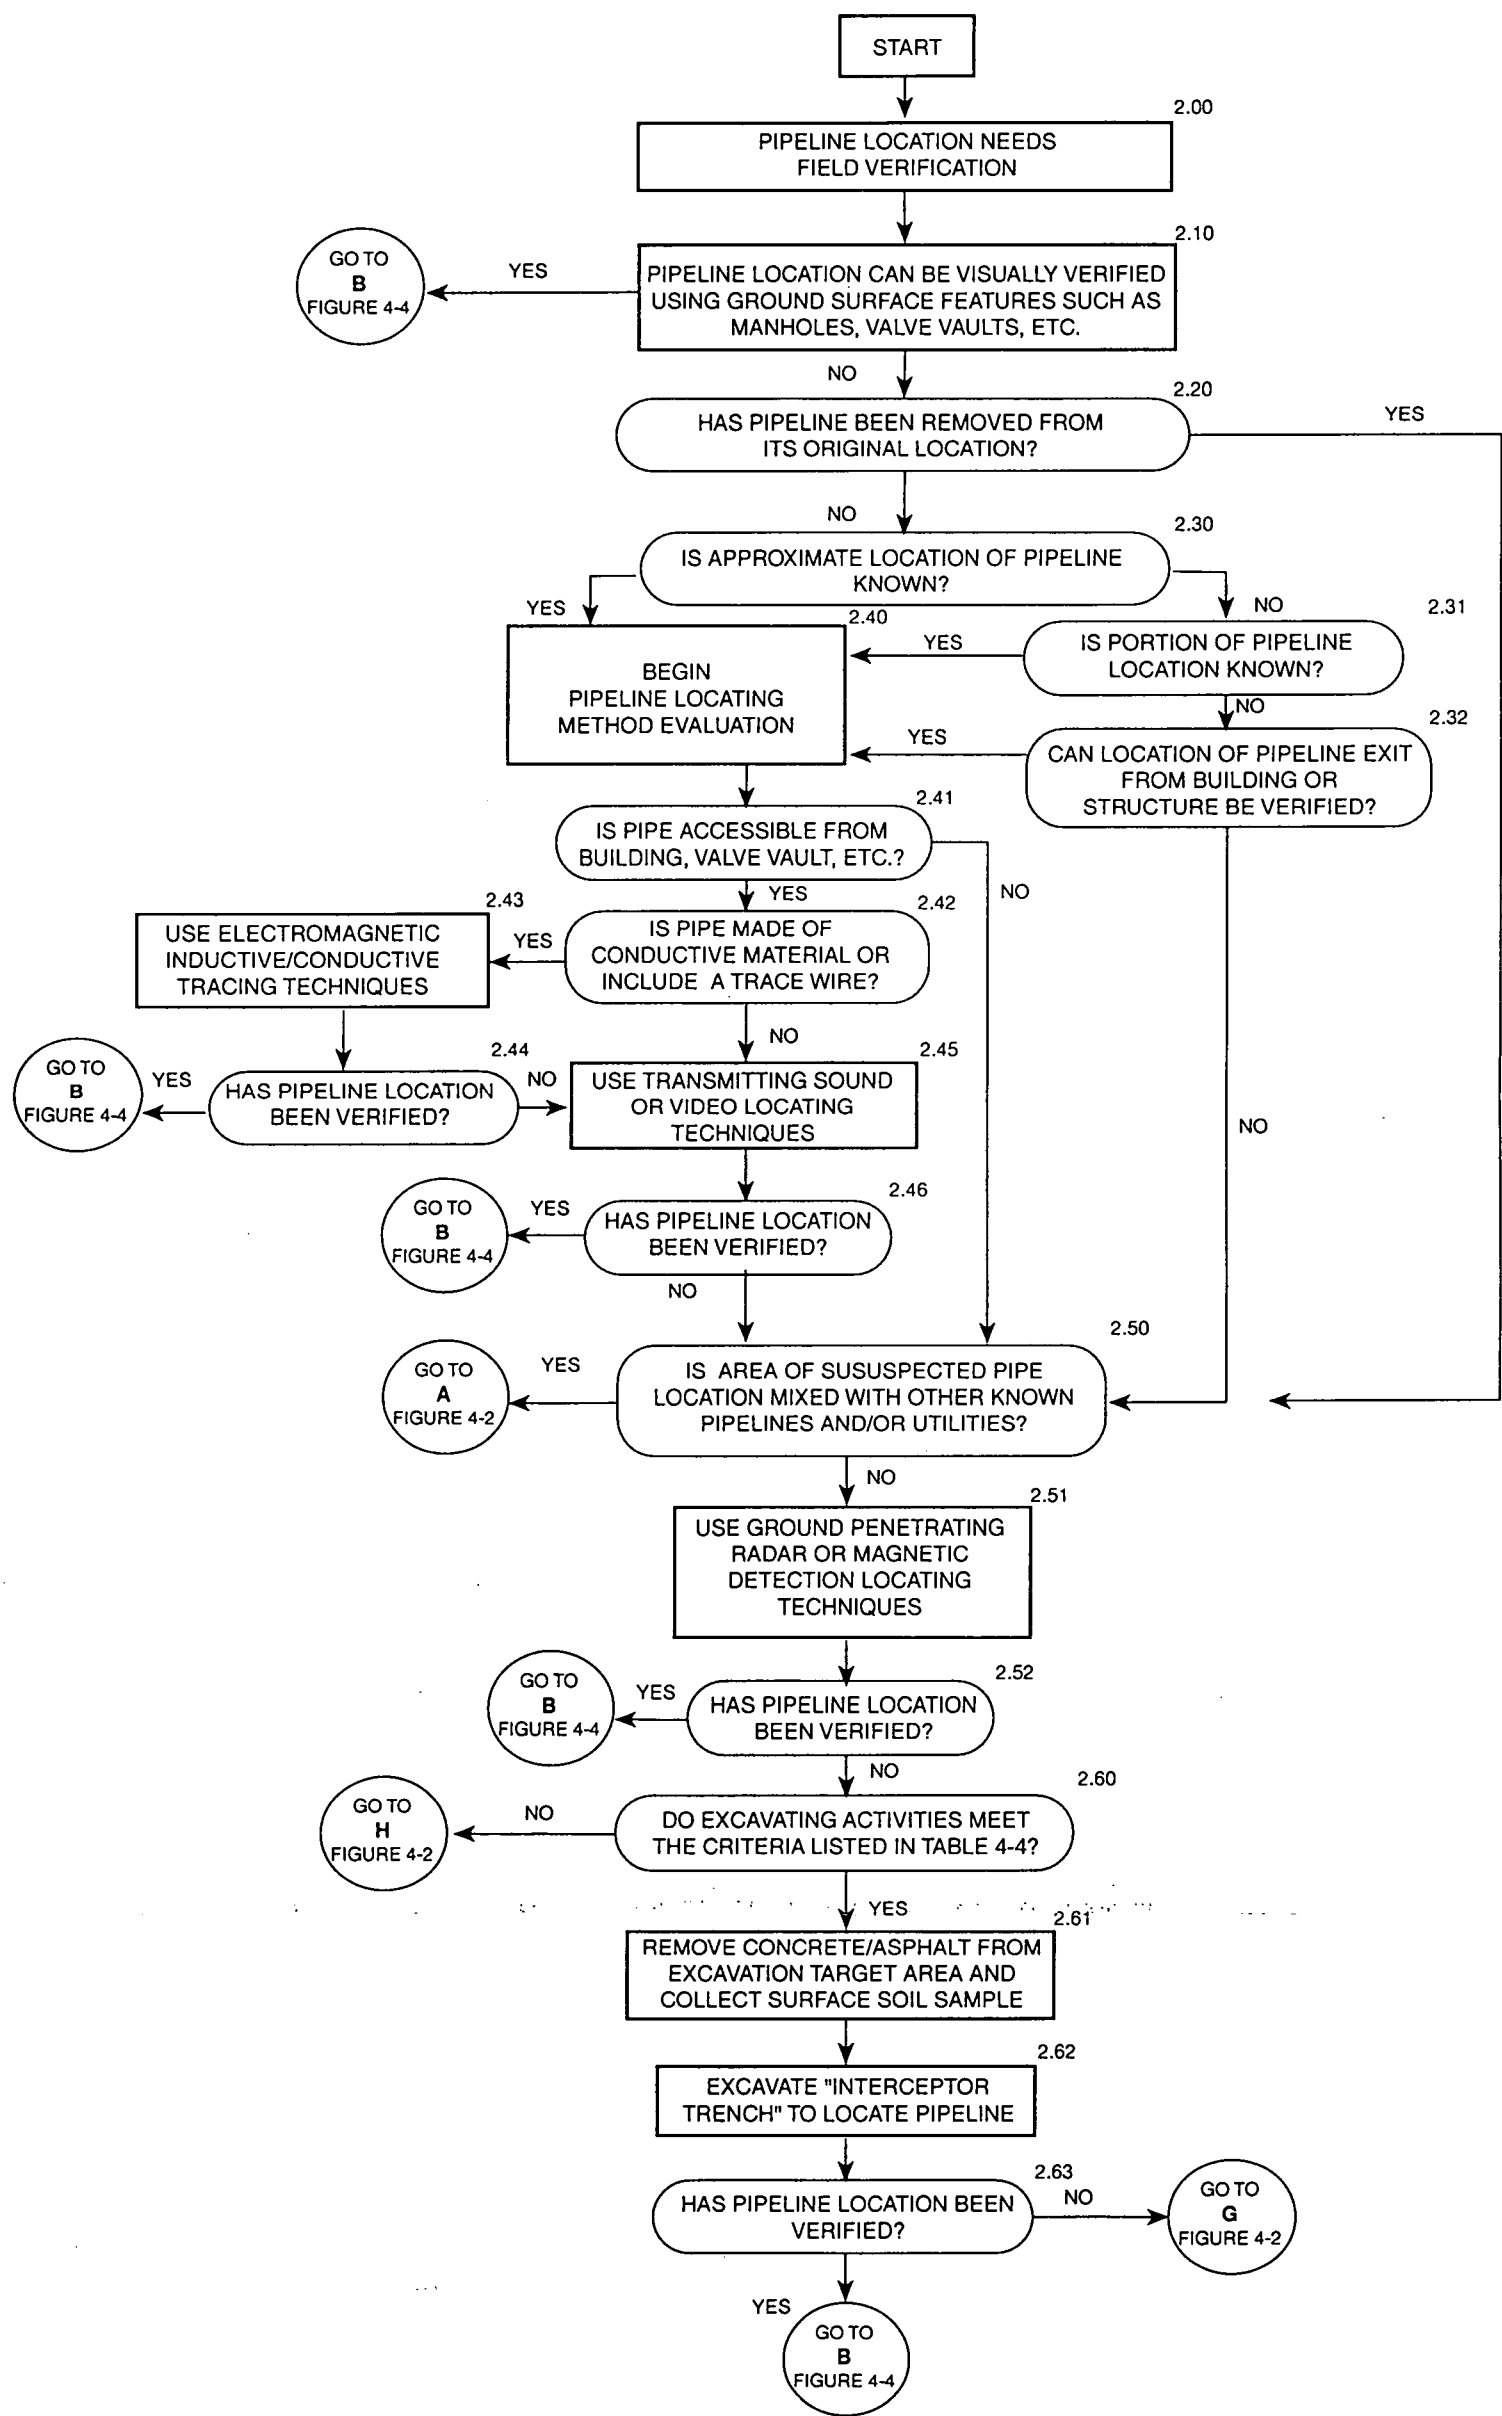 START
2.00
PIPELINE LOCATION NEEDS
FIELD VERIFICATION
2.10
GO TO
B
FIGURE 4-4
YES
PIPELINE LOCATION CAN BE VISUALLY VERIFIED
USING GROUND SURFACE FEATURES SUCH AS
MANHOLES, VALVE VAULTS, ETC.
NO
2.20
HAS PIPELINE BEEN REMOVED FROM
ITS ORIGINAL LOCATION?
YES
NO
2.30
IS APPROXIMATE LOCATION OF PIPELINE
KNOWN?
YES
NO
2.31
2.40
IS PORTION OF PIPELINE
LOCATION KNOWN?
YES
BEGIN
PIPELINE LOCATING
METHOD EVALUATION
NO
2.32
YES
CAN LOCATION OF PIPELINE EXIT
FROM BUILDING OR
STRUCTURE BE VERIFIED?
2.41
IS PIPE ACCESSIBLE FROM
BUILDING, VALVE VAULT, ETC.?
YES
NO
2.42
2.43
IS PIPE MADE OF
CONDUCTIVE MATERIAL OR
INCLUDE A TRACE WIRE?
YES
USE ELECTROMAGNETIC
INDUCTIVE/CONDUCTIVE
TRACING TECHNIQUES
NO
2.44
2.45
GO TO
B
FIGURE 4-4
YES
HAS PIPELINE LOCATION
BEEN VERIFIED?
NO
USE TRANSMITTING SOUND
OR VIDEO LOCATING
TECHNIQUES
NO
2.46
GO TO
B
FIGURE 4-4
YES
HAS PIPELINE LOCATION
BEEN VERIFIED?
NO
2.50
GO TO
A
FIGURE 4-2
YES
IS AREA OF SUSUSPECTED PIPE
LOCATION MIXED WITH OTHER KNOWN
PIPELINES AND/OR UTILITIES?
NO
2.51
USE GROUND PENETRATING
RADAR OR MAGNETIC
DETECTION LOCATING
TECHNIQUES
2.52
GO TO
B
FIGURE 4-4
YES
HAS PIPELINE LOCATION
BEEN VERIFIED?
NO
2.60
GO TO
H
FIGURE 4-2
NO
DO EXCAVATING ACTIVITIES MEET
THE CRITERIA LISTED IN TABLE 4-4?
YES
2.61
REMOVE CONCRETE/ASPHALT FROM
EXCAVATION TARGET AREA AND
COLLECT SURFACE SOIL SAMPLE
2.62
EXCAVATE "INTERCEPTOR
TRENCH" TO LOCATE PIPELINE
2.63
HAS PIPELINE LOCATION BEEN
VERIFIED?
NO
GO TO
G
FIGURE 4-2
YES
GO TO
B
FIGURE 4-4